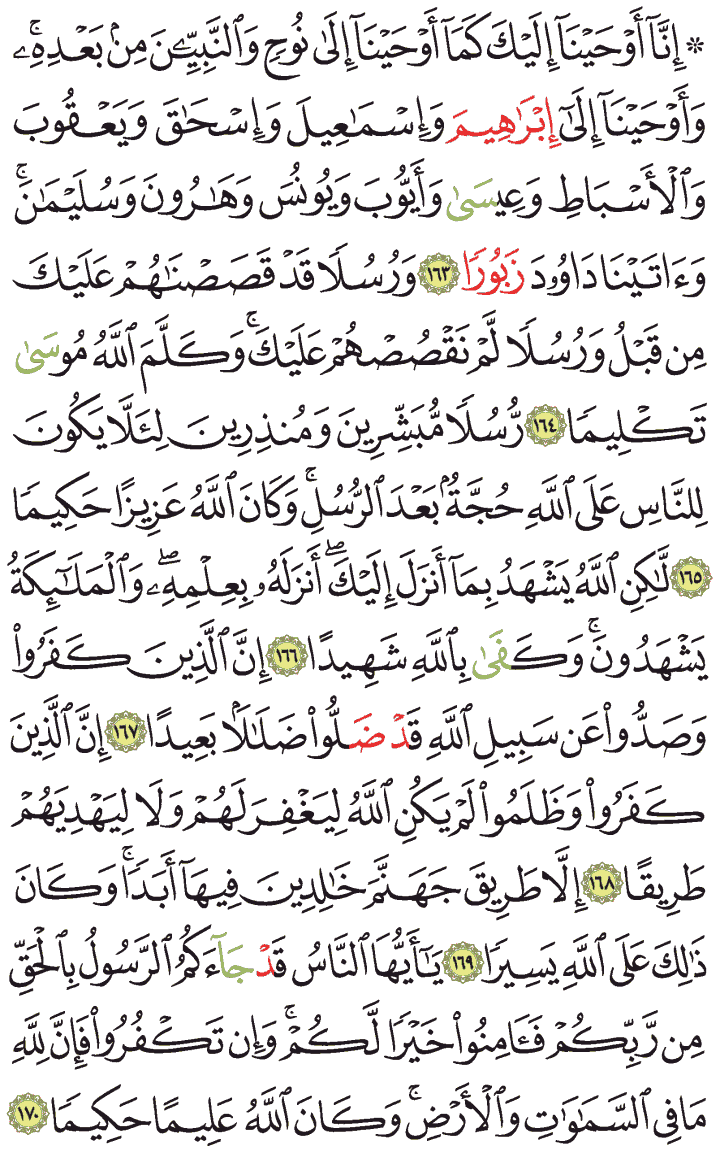 ۞ إِنَّآ أَوْحَيْنَآ إِلَيْكَ كَمَآ أَوْحَيْنَآ إِلَىٰ نُوحٍ وَٱلنَّبِيِّـۧنَ مِنۢ بَعْدِهِۦۚ
وَأَوْحَيْنَآ إِلَىٰٓ إِبْرَٰهِيمَ وَإِسْمَـٰعِيلَ وَإِسْحَـٰقَ وَيَعْقُوبَ
وَٱلْأَسْبَاطِ وَعِيسَىٰ وَأَيُّوبَ وَيُونُسَ وَهَـٰرُونَ وَسُلَيْمَـٰنَۚ
وَءَاتَيْنَا دَاوُۥدَ زَبُورًا ١٦٣ وَرُسُلًا قَدْ قَصَصْنَـٰهُمْ عَلَيْكَ
مِن قَبْلُ وَرُسُلًا لَّمْ نَقْصُصْهُمْ عَلَيْكَۚ وَكَلَّمَ ٱللَّهُ مُوسَىٰ
تَكْلِيمًا ١٦٤ رُّسُلًا مُّبَشِّرِينَ وَمُنذِرِينَ لِئَلَّا يَكُونَ
لِلنَّاسِ عَلَى ٱللَّهِ حُجَّةٌۢ بَعْدَ ٱلرُّسُلِۚ وَكَانَ ٱللَّهُ عَزِيزًا حَكِيمًا
١٦٥ لَّـٰكِنِ ٱللَّهُ يَشْهَدُ بِمَآ أَنزَلَ إِلَيْكَۖ أَنزَلَهُۥ بِعِلْمِهِۦۖ وَٱلْمَلَـٰٓئِكَةُ
يَشْهَدُونَۚ وَكَفَىٰ بِٱللَّهِ شَهِيدًا ١٦٦ إِنَّ ٱلَّذِينَ كَفَرُوا۟
وَصَدُّوا۟ عَن سَبِيلِ ٱللَّهِ قَدْ ضَلُّوا۟ ضَلَـٰلًۢا بَعِيدًا ١٦٧ إِنَّ ٱلَّذِينَ
كَفَرُوا۟ وَظَلَمُوا۟ لَمْ يَكُنِ ٱللَّهُ لِيَغْفِرَ لَهُمْ وَلَا لِيَهْدِيَهُمْ
طَرِيقًا ١٦٨ إِلَّا طَرِيقَ جَهَنَّمَ خَـٰلِدِينَ فِيهَآ أَبَدًاۚ وَكَانَ
ذَٰلِكَ عَلَى ٱللَّهِ يَسِيرًا ١٦٩ يَـٰٓأَيُّهَا ٱلنَّاسُ قَدْ جَآءَكُمُ ٱلرَّسُولُ بِٱلْحَقِّ
مِن رَّبِّكُمْ فَـَٔامِنُوا۟ خَيْرًا لَّكُمْۚ وَإِن تَكْفُرُوا۟ فَإِنَّ لِلَّهِ
مَا فِى ٱلسَّمَـٰوَٰتِ وَٱلْأَرْضِۚ وَكَانَ ٱللَّهُ عَلِيمًا حَكِيمًا ١٧٠